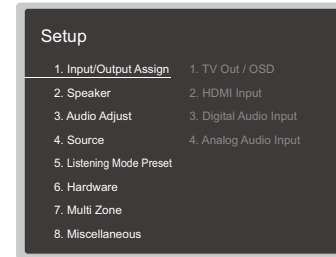 Setup
1. Input/Output Assign
2. Speaker
3. Audio Adjust
4. Source
5. Listening Mode Preset
6. Hardware
7. Multi Zone
8. Miscellaneous
1. TV Out / OSD
2. HDMI Input
3. Digital Audio Input
4. Analog Audio Input